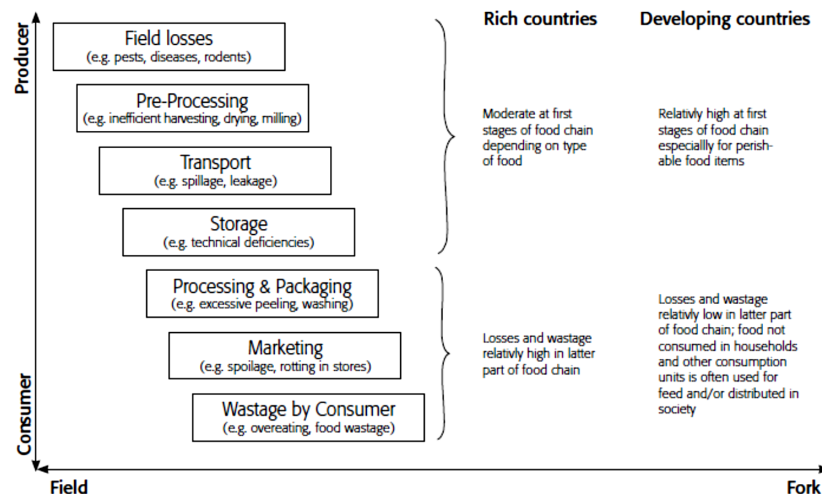 Rich countries
Developing countries
Producer
Field losses
(e.g. pests, diseases, rodents)
Pre-Processing
(e.g. inefficient harvesting, drying, milling)
Transport
(e.g. spillage, leakage)
Storage
(e.g. technical deficiencies)
Moderate at first
stages of food chain
depending on type
of food
Relativly high at first
stages of food chain
especiallly for perish-
able food items
Processing & Packaging
(e.g. excessive peeling, washing)
Marketing
(e.g. spoilage, rotting in stores)
Wastage by Consumer
(e.g. overeating, food wastage)
Losses and wastage
relativly high in latter
part of food chain
Losses and wastage
relativly low in latter part
of food chain; food not
consumed in households
and other consumption
units is often used for
feed and/or distributed in
society
Consumer
Field
Fork